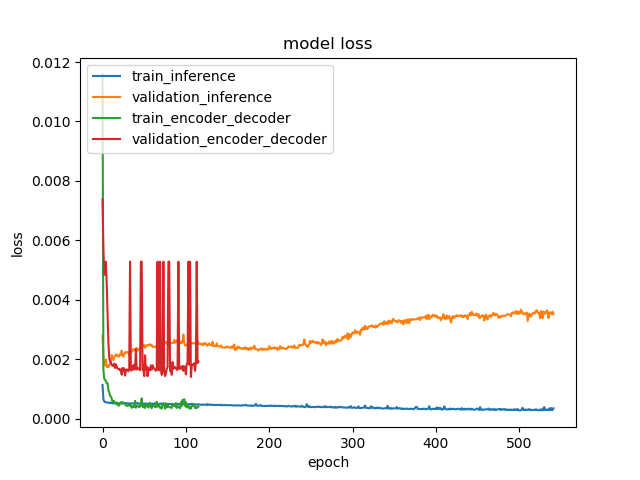 model loss
train_inference
validation_inference
train_encoder_decoder
validation_encoder_decoder
0.012
0.010
0.008
0.006
0.004
0.002
0.000
loss
0 100 200 300 400 500
epoch